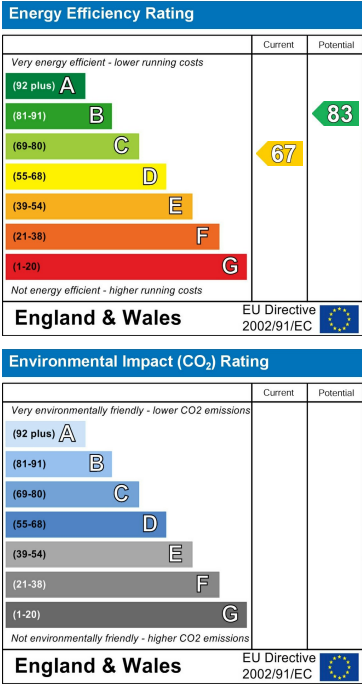 Energy Efficiency Rating
Current Potential
Very energy efficient - lower running costs
(92 plus) A
(81-91) B
83
(69-80) C
67
(55-68) D
(39-54) E
(21-38) F
(1-20) G
Not energy efficient - higher running costs
England & Wales
EU Directive
2002/91/EC
Environmental Impact (CO₂) Rating
Current Potential
Very environmentally friendly - lower CO2 emissions
(92 plus) A
(81-91) B
(69-80) C
(55-68) D
(39-54) E
(21-38) F
(1-20) G
Not environmentally friendly - higher CO2 emissions
England & Wales
EU Directive
2002/91/EC